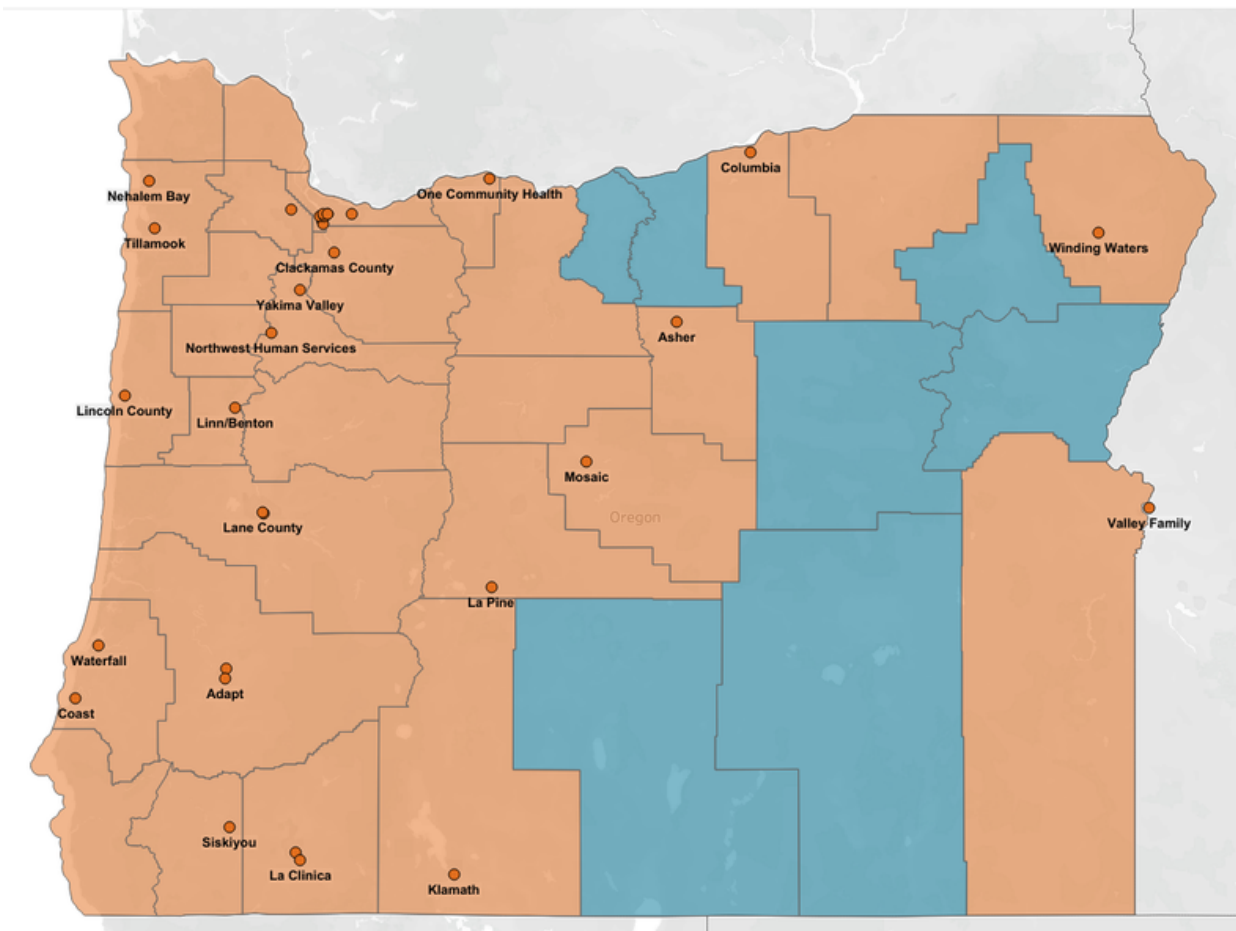 Columbia
Nehalem Bay
One Community Health
Tillamook
Winding Waters
Clackamas County
Yakima Valley
Asher
Northwest Human Services
Lincoln County
Linn/Benton
Mosaic
Oregon
Lane County
Valley Family
La Pine
Waterfall
Adapt
Coast
Siskiyou
La Clinica
Klamath